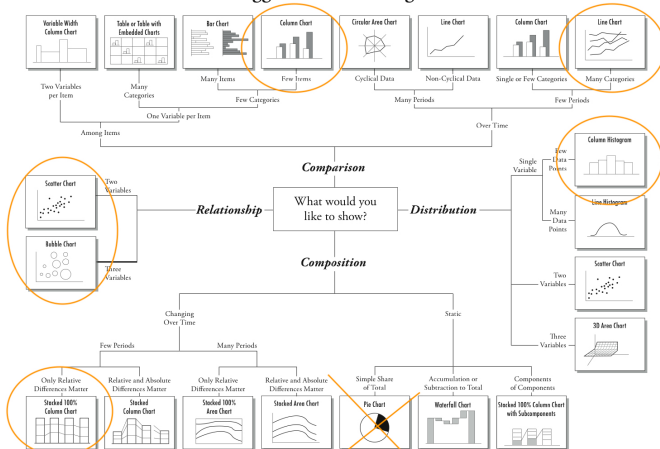 Variable Width
Column Chart
Table or Table with
Embedded Charts
Bar Chart
Column Chart
Circular Area Chart
Line Chart
Column Chart
Line Chart
Two Variables
per Item
Many
Categories
Many Items
Few Items
Cyclical Data
Non-Cyclical Data
Single or Few Categories
Many Categories
Few Categories
Many Periods
Few Periods
One Variable per Item
Among Items
Over Time
Comparison
What would you
like to show?
Relationship
Distribution
Composition
Scatter Chart
Two
Variables
Bubble Chart
Three
Variables
Single
Variable
Few
Data
Points
Column Histogram
Many
Data
Points
Line Histogram
Two
Variables
Scatter Chart
Three
Variables
3D Area Chart
Changing
Over Time
Static
Few Periods
Many Periods
Only Relative
Differences Matter
Relative and Absolute
Differences Matter
Only Relative
Differences Matter
Relative and Absolute
Differences Matter
Simple Share
of Total
Accumulation or
Subtraction to Total
Components
of Components
Stacked 100%
Column Chart
Stacked
Column Chart
Stacked 100%
Area Chart
Stacked Area Chart
Pie Chart
Waterfall Chart
Stacked 100% Column Chart
with Subcomponents